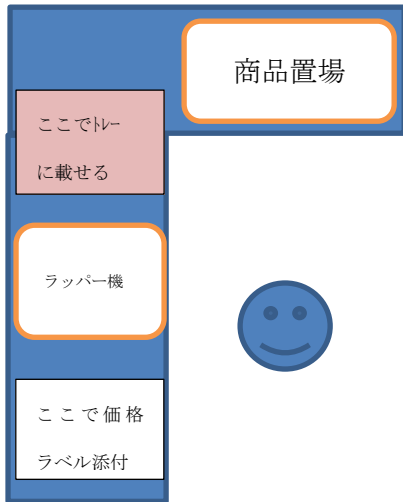 商品置場
ここでﾄﾚｰ
に載せる
ラッパー機
ここで価格
ラベル添付